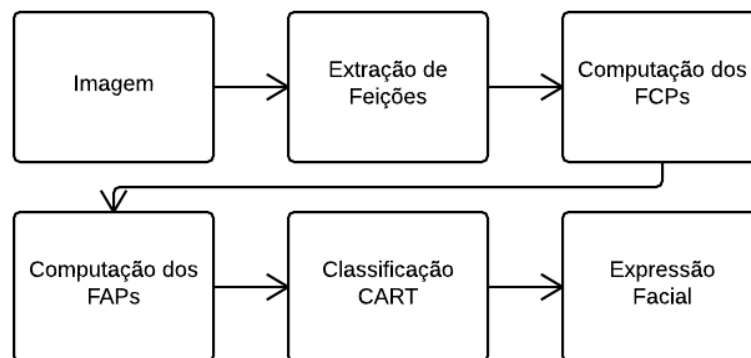 Imagem
Extração de
Feições
Computação dos
FCPs
Computação dos
FAPs
Classificação
CART
Expressão
Facial